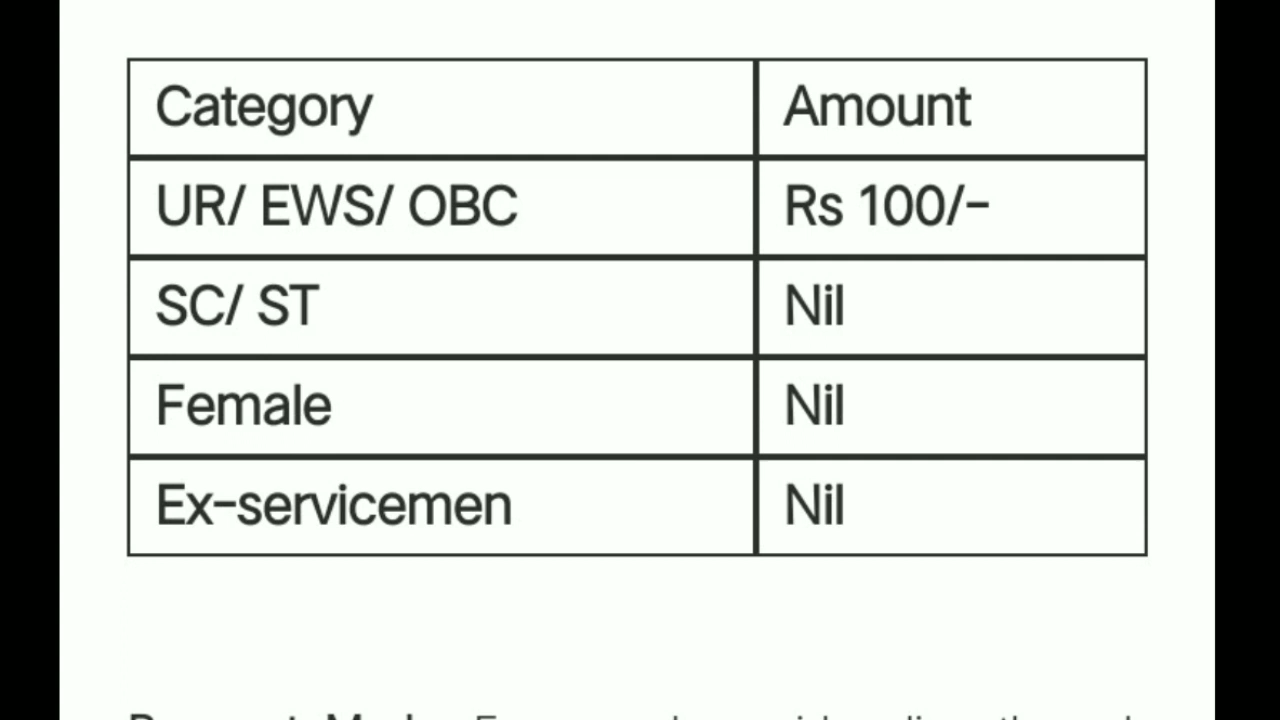 Category Amount
UR/ EWS/ OBC Rs 100/-
SC/ ST Nil
Female Nil
Ex-servicemen Nil